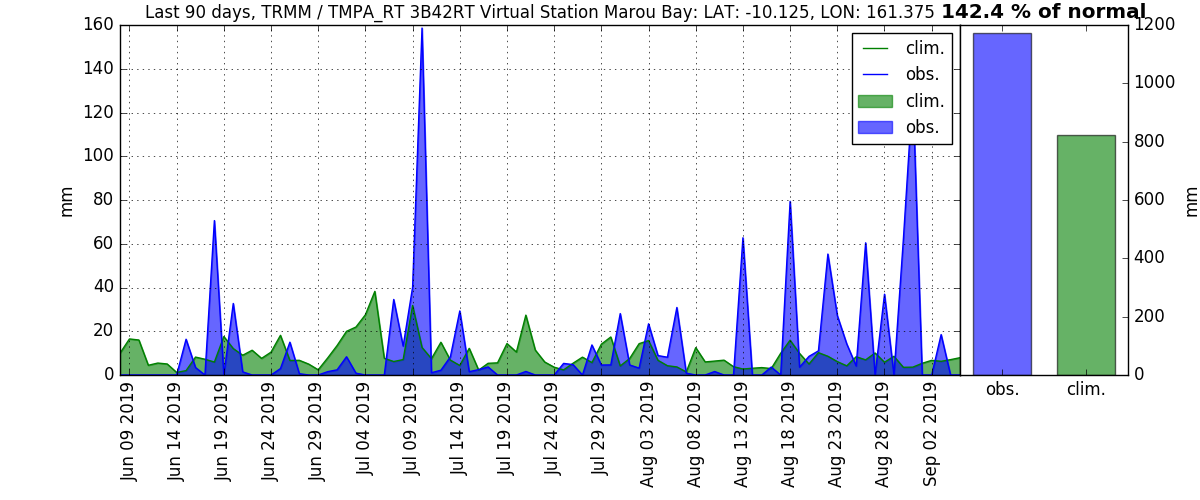 Last 90 days, TRMM / TMPA_RT 3B42RT Virtual Station Marou Bay: LAT: -10.125, LON: 161.375 142.4 % of normal
160
140
120
100
80
60
40
20
0
mm
clim.
obs.
clim.
obs.
Jun 09 2019
Jun 14 2019
Jun 19 2019
Jun 24 2019
Jun 29 2019
Jul 04 2019
Jul 09 2019
Jul 14 2019
Jul 19 2019
Jul 24 2019
Jul 29 2019
Aug 03 2019
Aug 08 2019
Aug 13 2019
Aug 18 2019
Aug 23 2019
Aug 28 2019
Sep 02 2019
1200
1000
800
600
400
200
0
mm
obs.
clim.